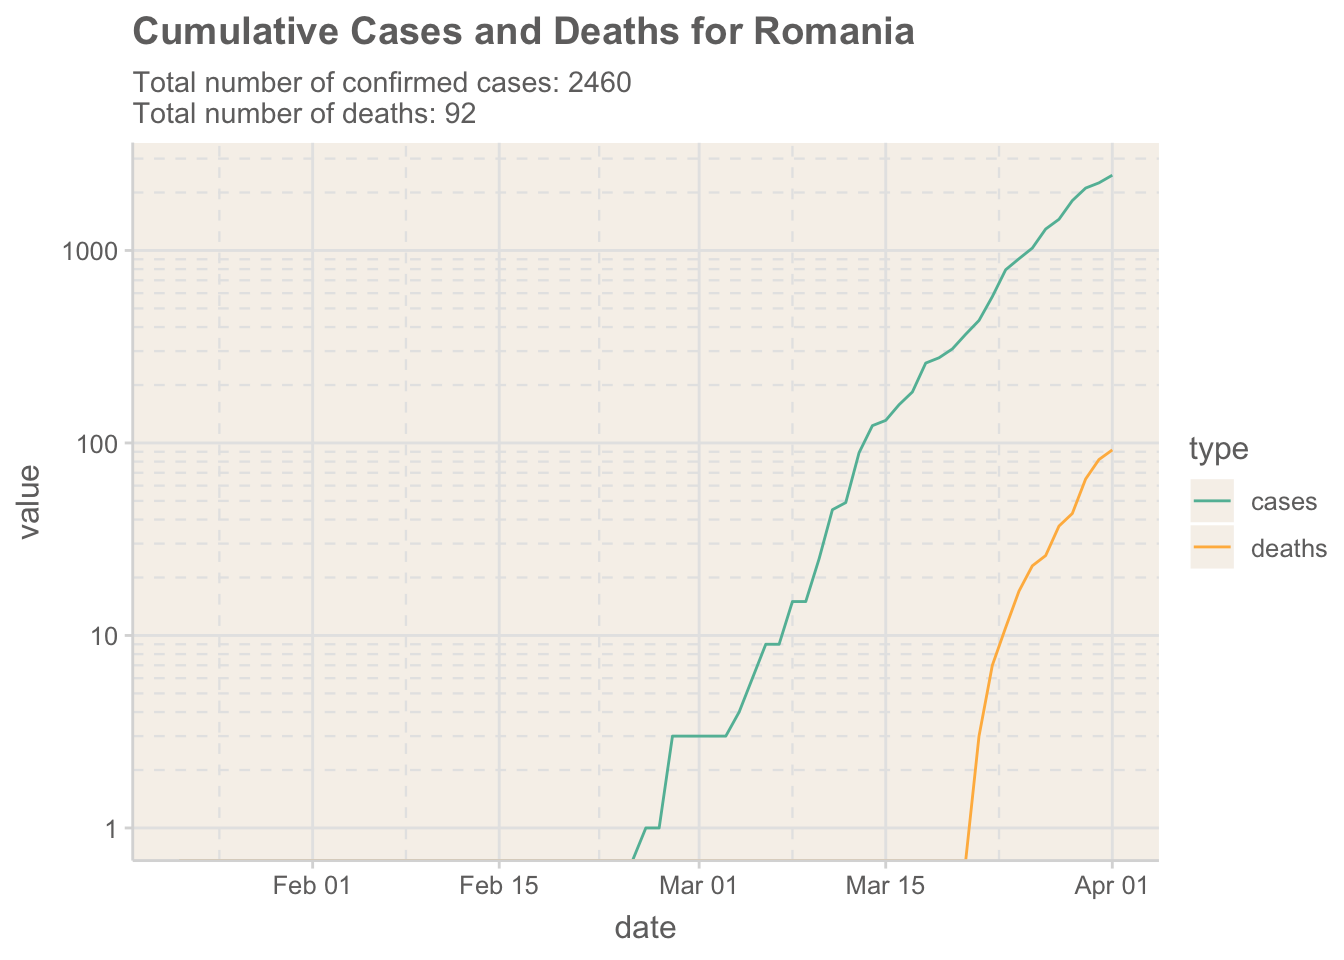 Cumulative Cases and Deaths for Romania
Total number of confirmed cases: 2460
Total number of deaths: 92
1000
100
10
1
value
Feb 01
Feb 15
Mar 01
Mar 15
Apr 01
date
type
cases
deaths